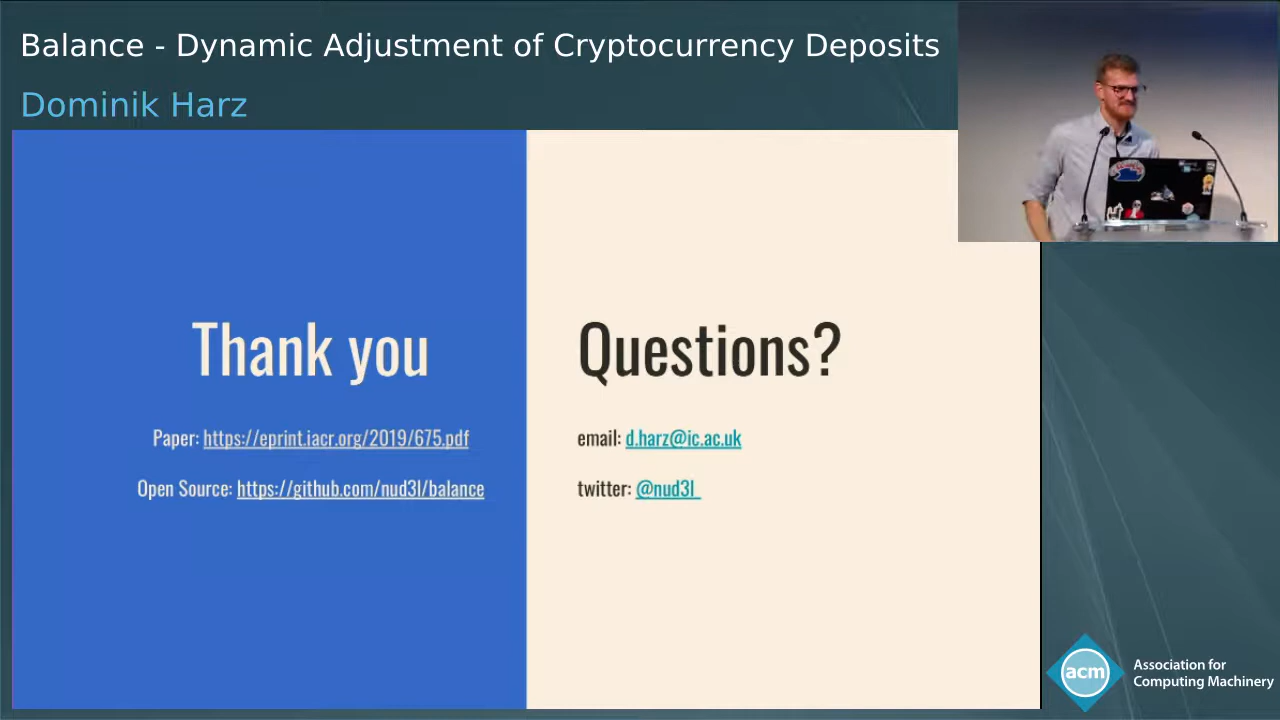 Balance - Dynamic Adjustment of Cryptocurrency Deposits
Dominik Harz
Thank you
Paper: https://eprint.iacr.org/2019/675.pdf
Open Source: https://github.com/nud3l/balance
Questions?
email: d.harz@ic.ac.uk
twitter: @nud3l_
acm
Association for
Computing Machinery